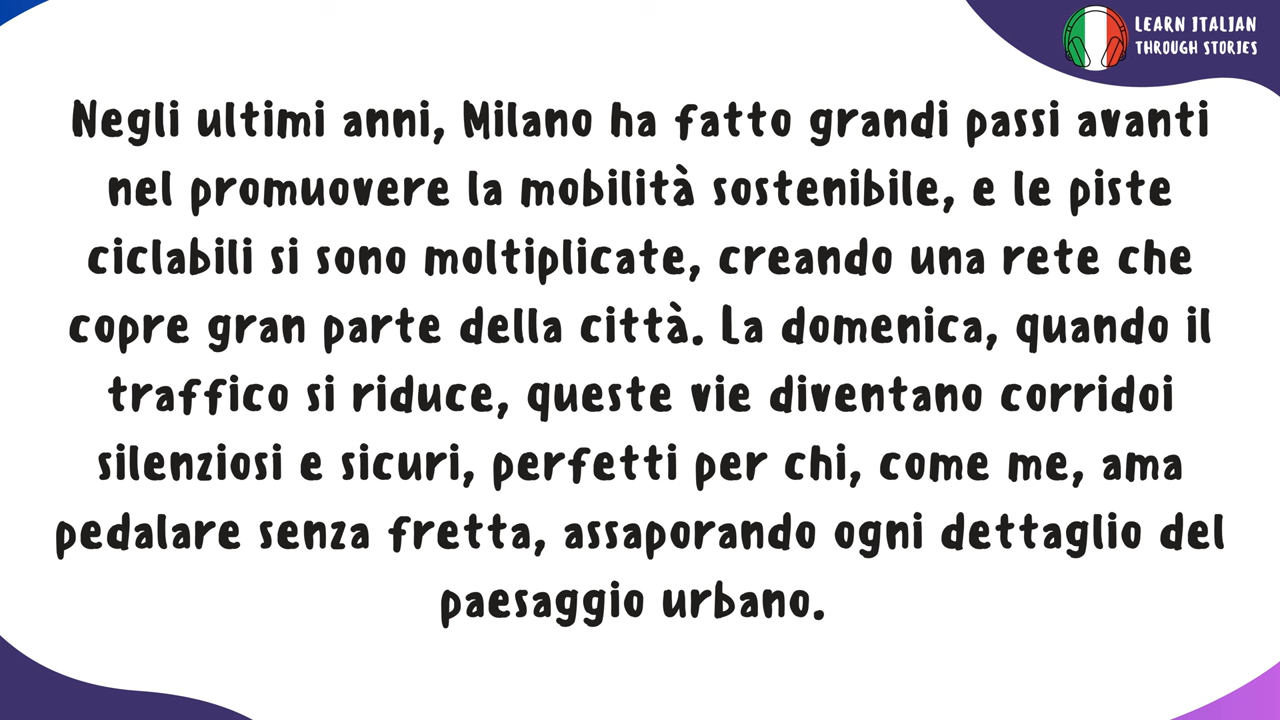 LEARN ITALIAN
THROUGH STORIES
Negli ultimi anni, Milano ha fatto grandi passi avanti
nel promuovere la mobilità sostenibile, e le piste
ciclabili si sono moltiplicate, creando una rete che
copre gran parte della città. La domenica, quando il
traffico si riduce, queste vie diventano corridoi
silenziosi e sicuri, perfetti per chi, come me, ama
pedalare senza fretta, assaporando ogni dettaglio del
paesaggio urbano.